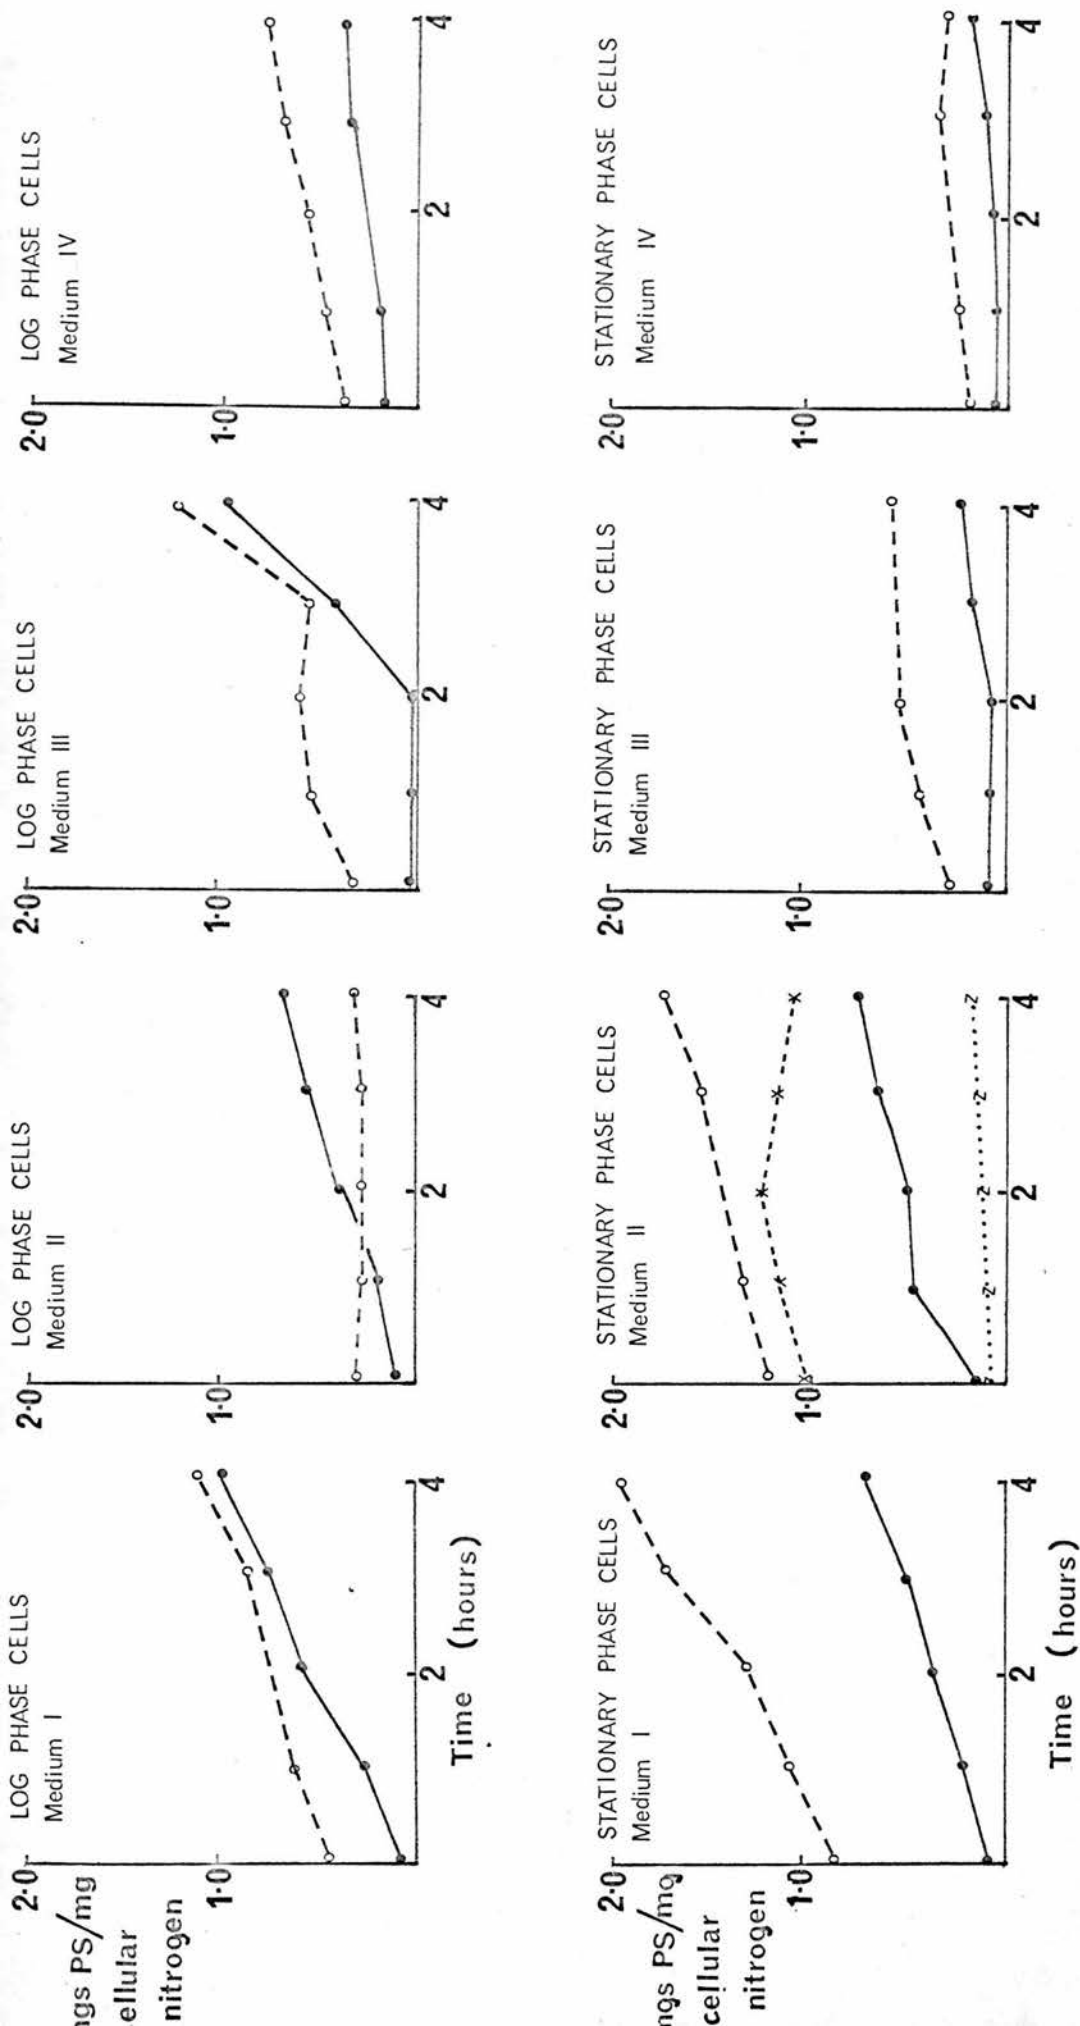 LOG PHASE CELLS
Medium I
2·0
1·0
ngs PS/mg
ellular
nitrogen
2
4
Time (hours)
LOG PHASE CELLS
Medium II
2·0
1·0
2
4
LOG PHASE CELLS
Medium III
2·0
1·0
2
4
LOG PHASE CELLS
Medium IV
2·0
1·0
2
4
STATIONARY PHASE CELLS
Medium I
2·0
1·0
mgs PS/mg
cellular
nitrogen
2
4
Time (hours)
STATIONARY PHASE CELLS
Medium II
2·0
1·0
2
4
STATIONARY PHASE CELLS
Medium III
2·0
1·0
2
4
STATIONARY PHASE CELLS
Medium IV
2·0
1·0
2
4